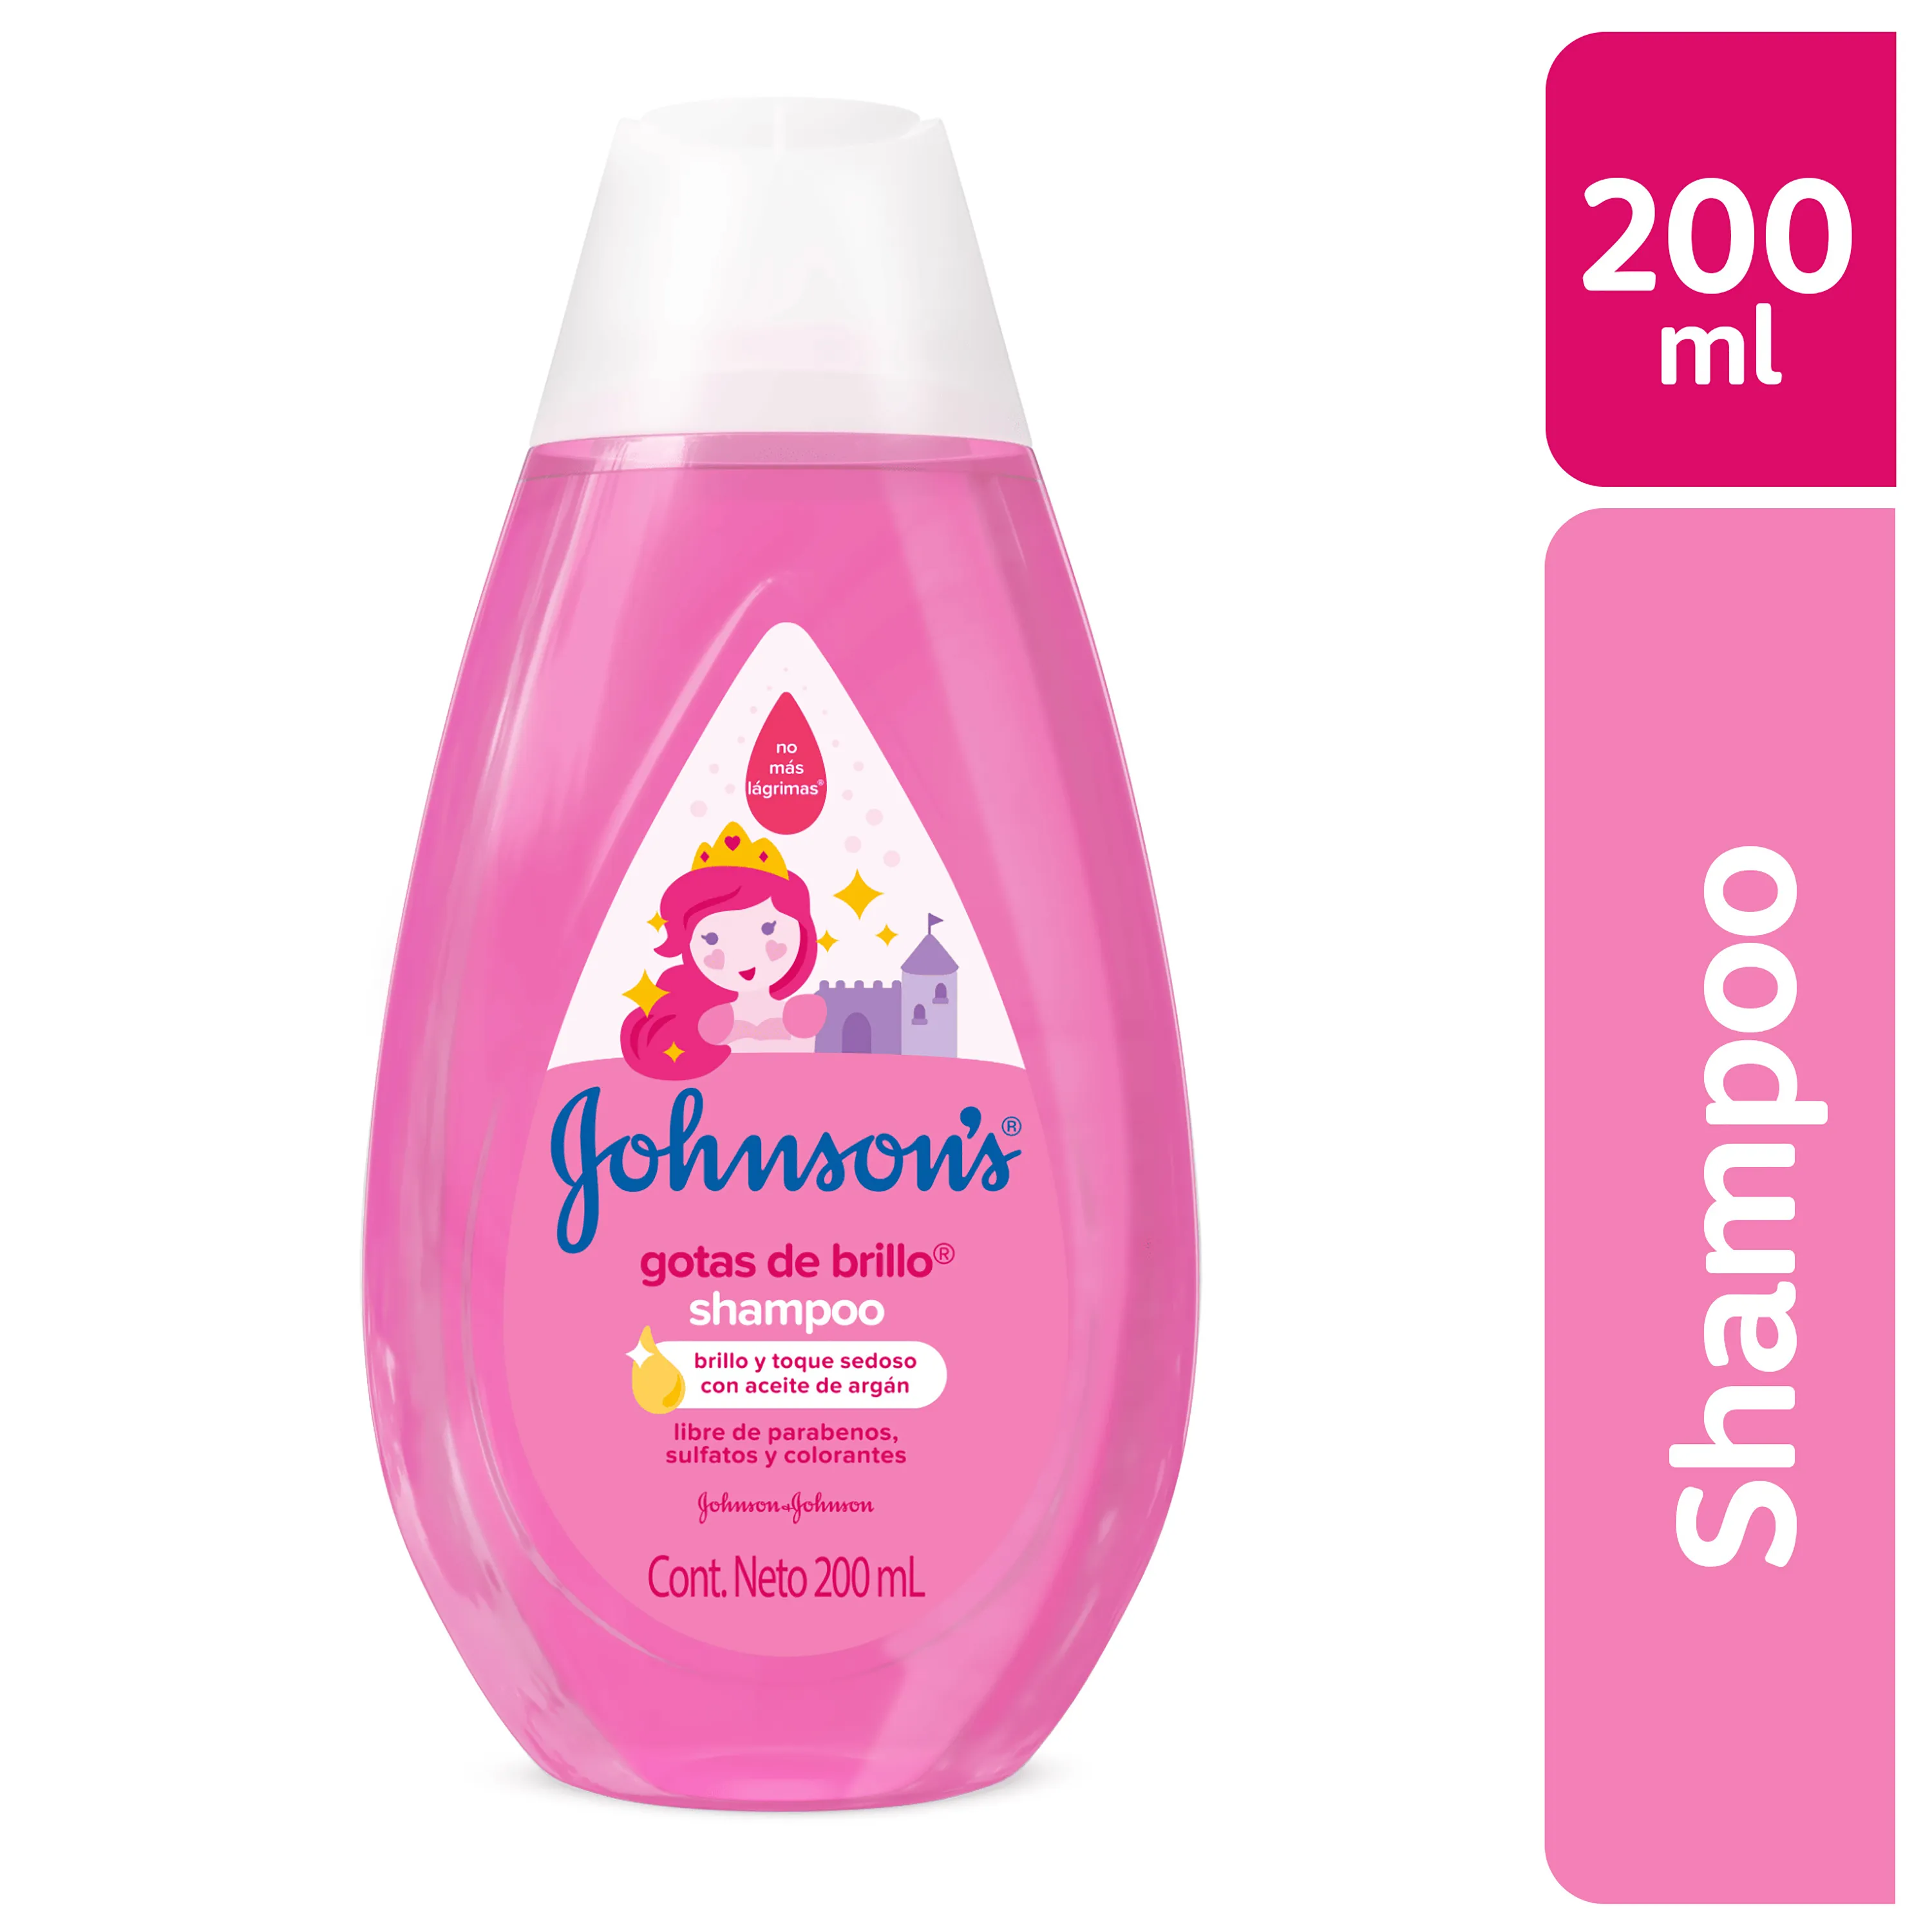 200
ml
Shampoo
no
más
lágrimas®
Johnson's®
gotas de brillo®
shampoo
brillo y toque sedoso
con aceite de argán
libre de parabenos,
sulfatos y colorantes
Johnson+Johnson
Cont. Neto 200 mL